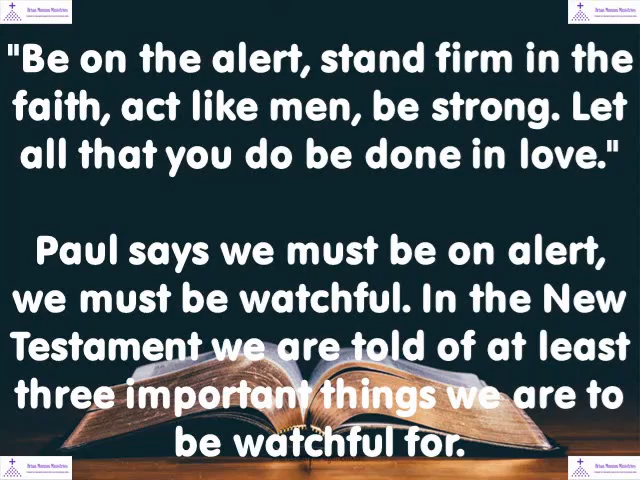 "Be on the alert, stand firm in the
faith, act like men, be strong. Let
all that you do be done in love."
Paul says we must be on alert,
we must be watchful. In the New
Testament we are told of at least
three important things we are to
be watchful for.